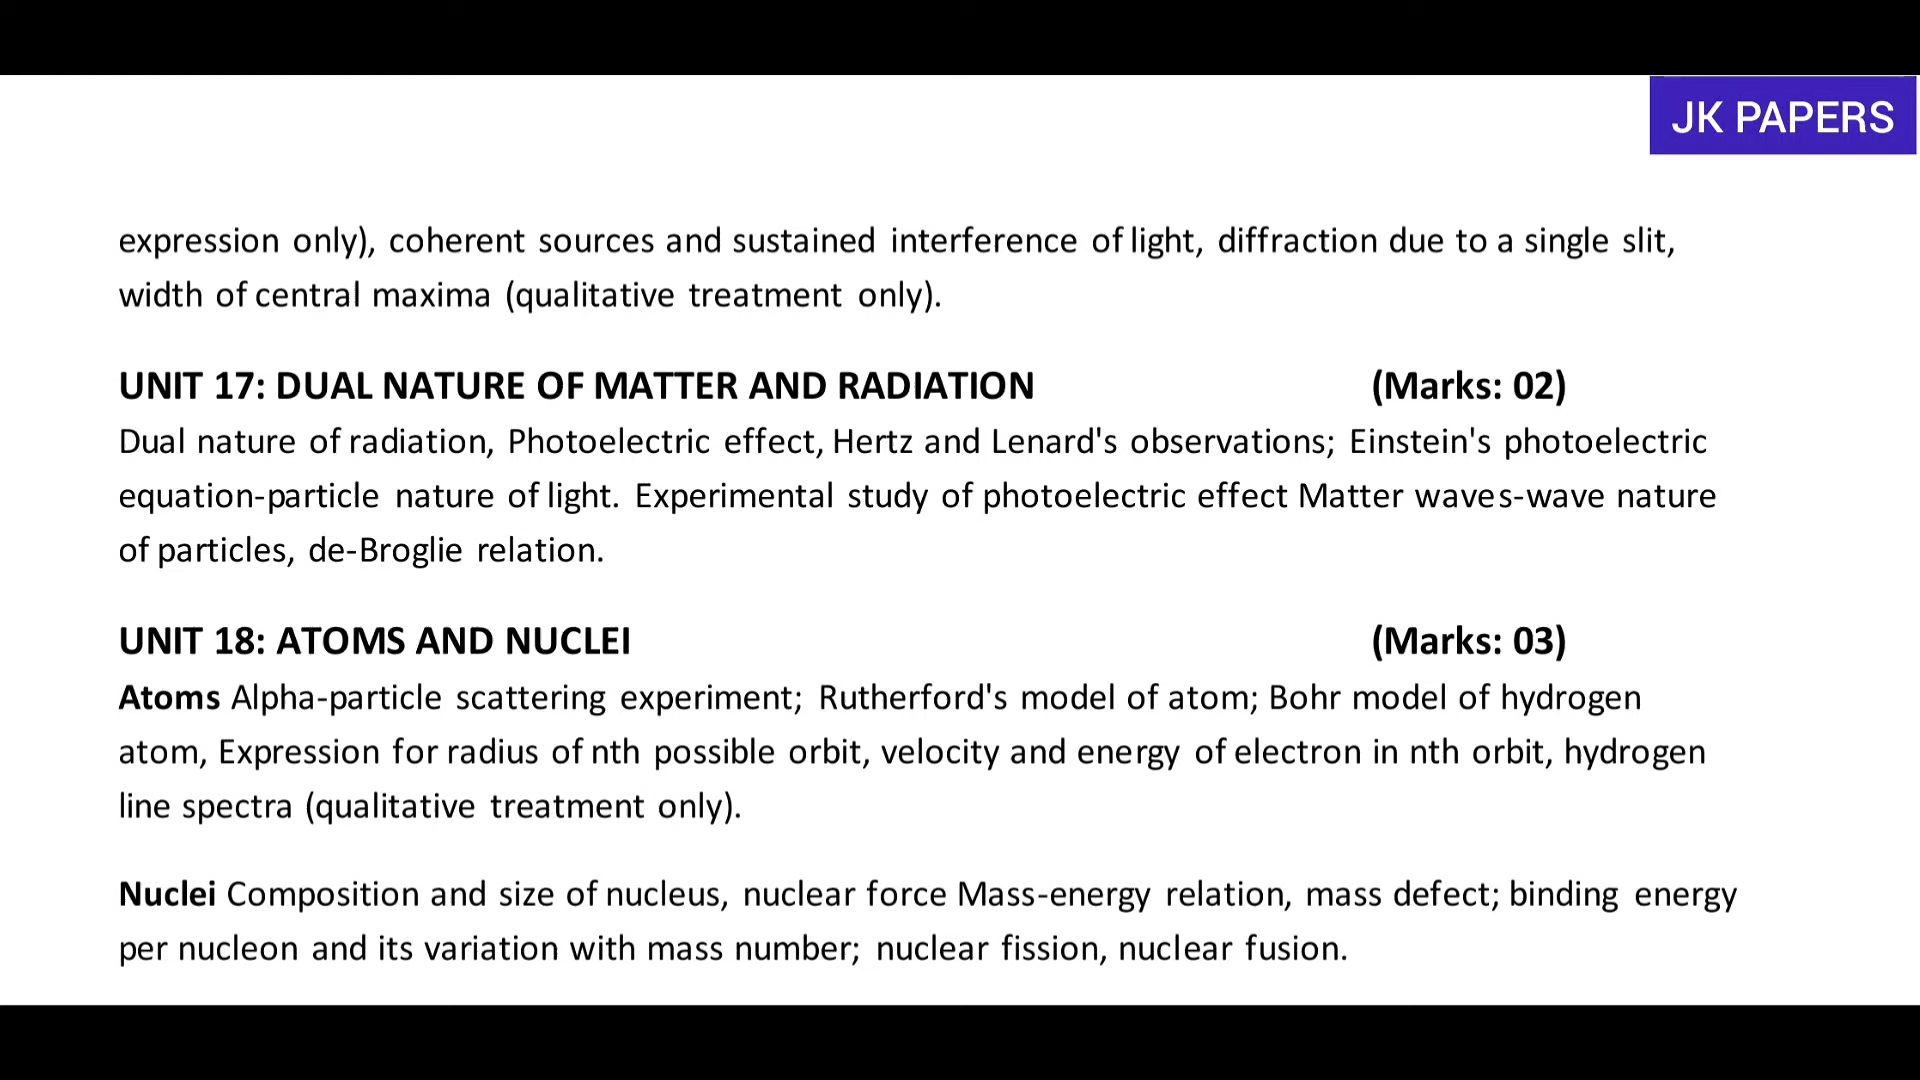 JK PAPERS
expression only), coherent sources and sustained interference of light, diffraction due to a single slit,
width of central maxima (qualitative treatment only).
UNIT 17: DUAL NATURE OF MATTER AND RADIATION (Marks: 02)
Dual nature of radiation, Photoelectric effect, Hertz and Lenard's observations; Einstein's photoelectric
equation-particle nature of light. Experimental study of photoelectric effect Matter waves-wave nature
of particles, de-Broglie relation.
UNIT 18: ATOMS AND NUCLEI (Marks: 03)
Atoms Alpha-particle scattering experiment; Rutherford's model of atom; Bohr model of hydrogen
atom, Expression for radius of nth possible orbit, velocity and energy of electron in nth orbit, hydrogen
line spectra (qualitative treatment only).
Nuclei Composition and size of nucleus, nuclear force Mass-energy relation, mass defect; binding energy
per nucleon and its variation with mass number; nuclear fission, nuclear fusion.